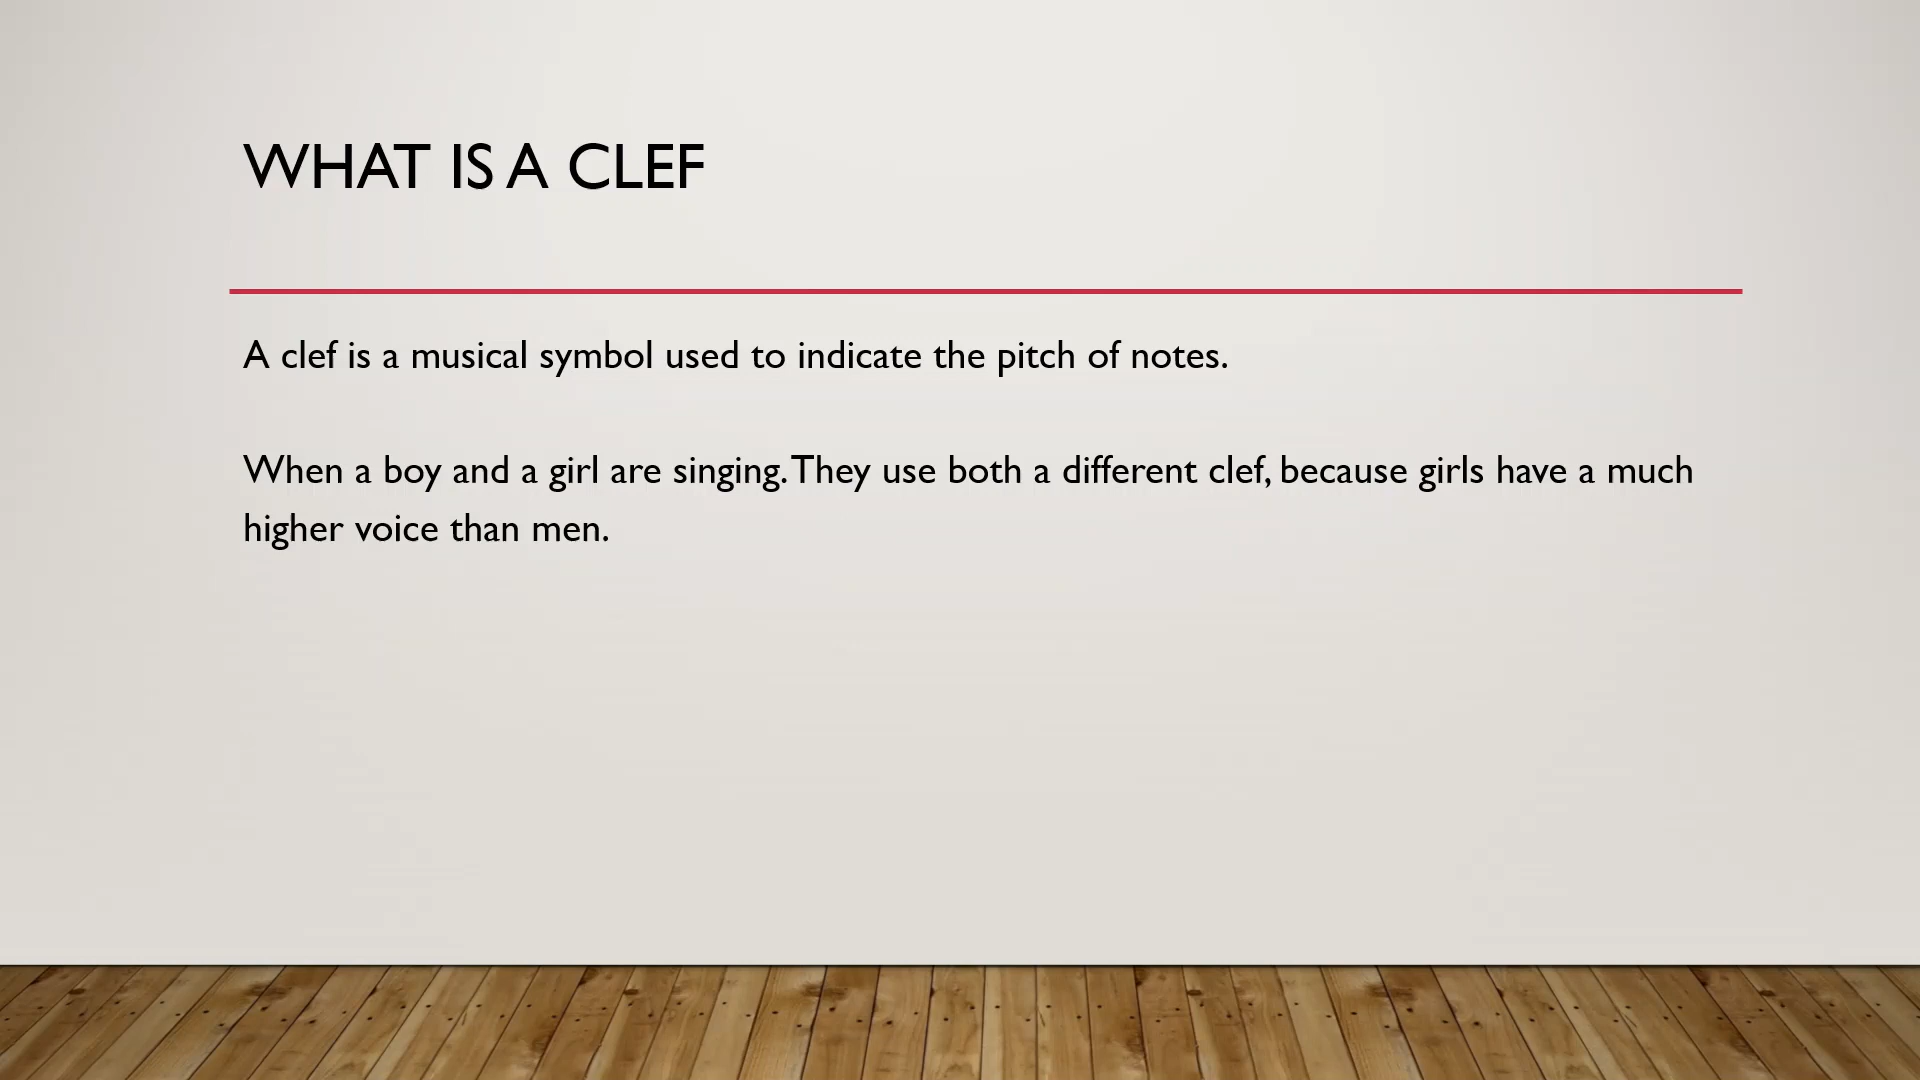 WHAT IS A CLEF
A clef is a musical symbol used to indicate the pitch of notes.
When a boy and a girl are singing. They use both a different clef, because girls have a much
higher voice than men.